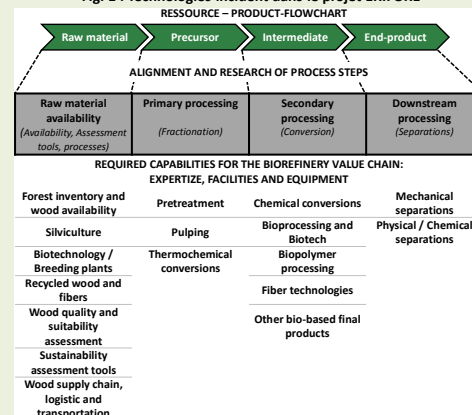 RESSOURCE – PRODUCT-FLOWCHART
Raw material
Precursor
Intermediate
End-product
ALIGNMENT AND RESEARCH OF PROCESS STEPS
Raw material
availability
(Availability, Assessment
tools, processes)
Primary processing
(Fractionation)
Secondary
processing
(Conversion)
Downstream
processing
(Separations)
REQUIRED CAPABILITIES FOR THE BIOREFINERY VALUE CHAIN:
EXPERTIZE, FACILITIES AND EQUIPMENT
Forest inventory and
wood availability
Silviculture
Biotechnology /
Breeding plants
Recycled wood and
fibers
Wood quality and
suitability
assessment
Sustainability
assessment tools
Wood supply chain,
logistic and
transportation
Pretreatment
Pulping
Thermochemical
conversions
Chemical conversions
Bioprocessing and
Biotech
Biopolymer
processing
Fiber technologies
Other bio-based final
products
Mechanical
separations
Physical / Chemical
separations